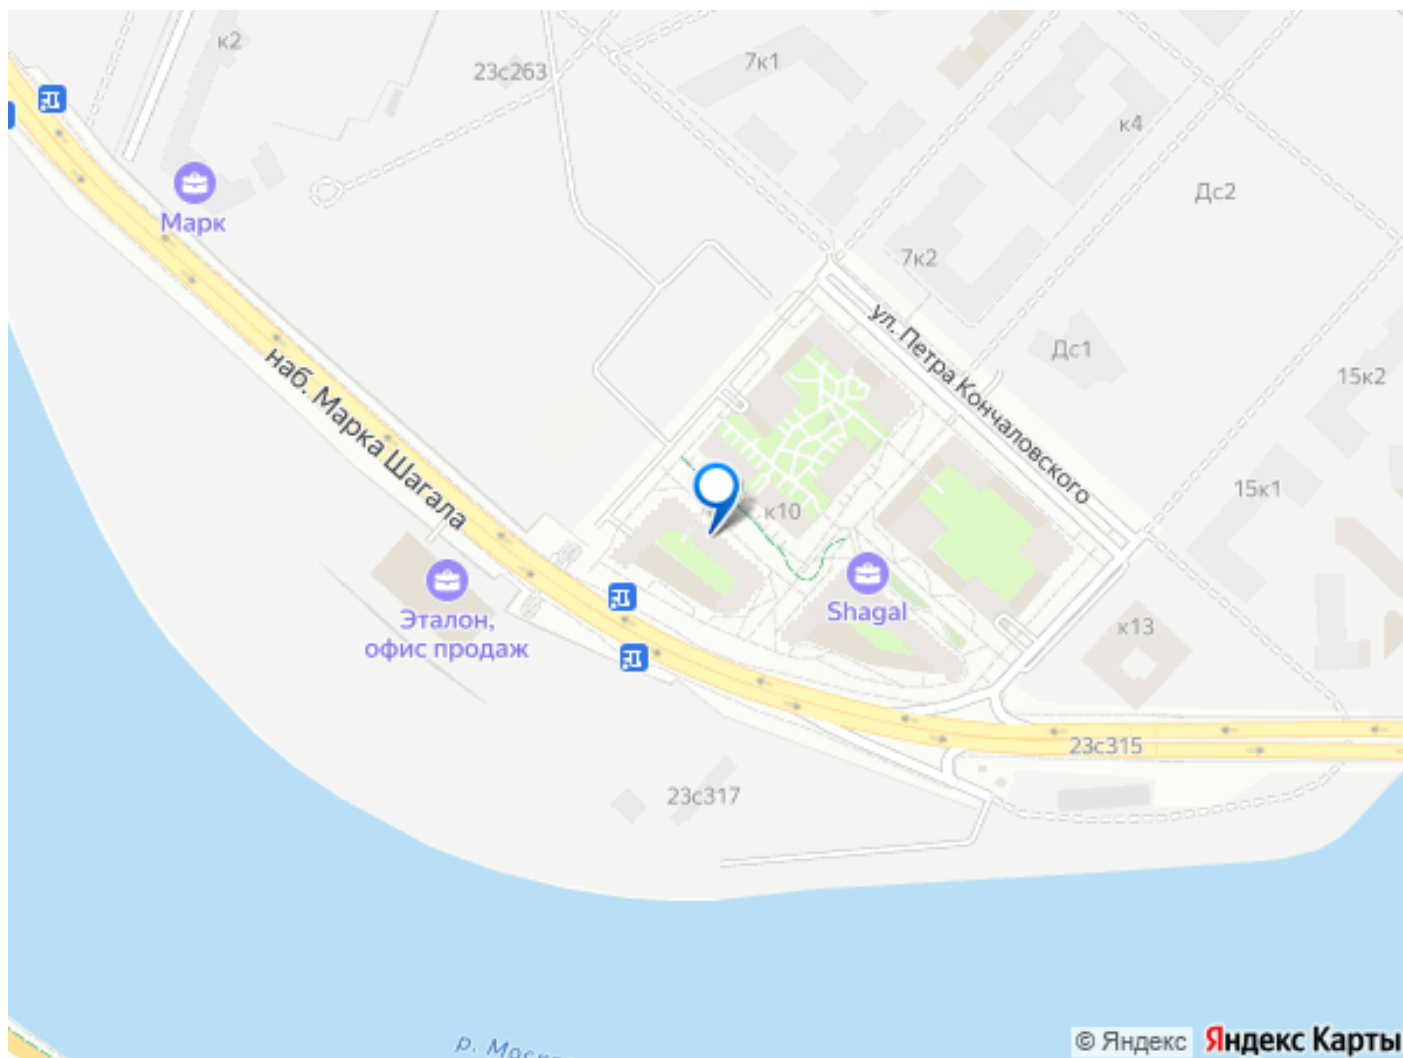 к2
23с263
7к1
к4
Марк
Дс2
7к2
ул. Петра Кончаловского
Дс1
15к2
наб. Марка Шагала
15к1
к10
Эталон,
офис продаж
Shagal
к13
23с315
23с317
р. Моск
© Яндекс Яндекс Карты